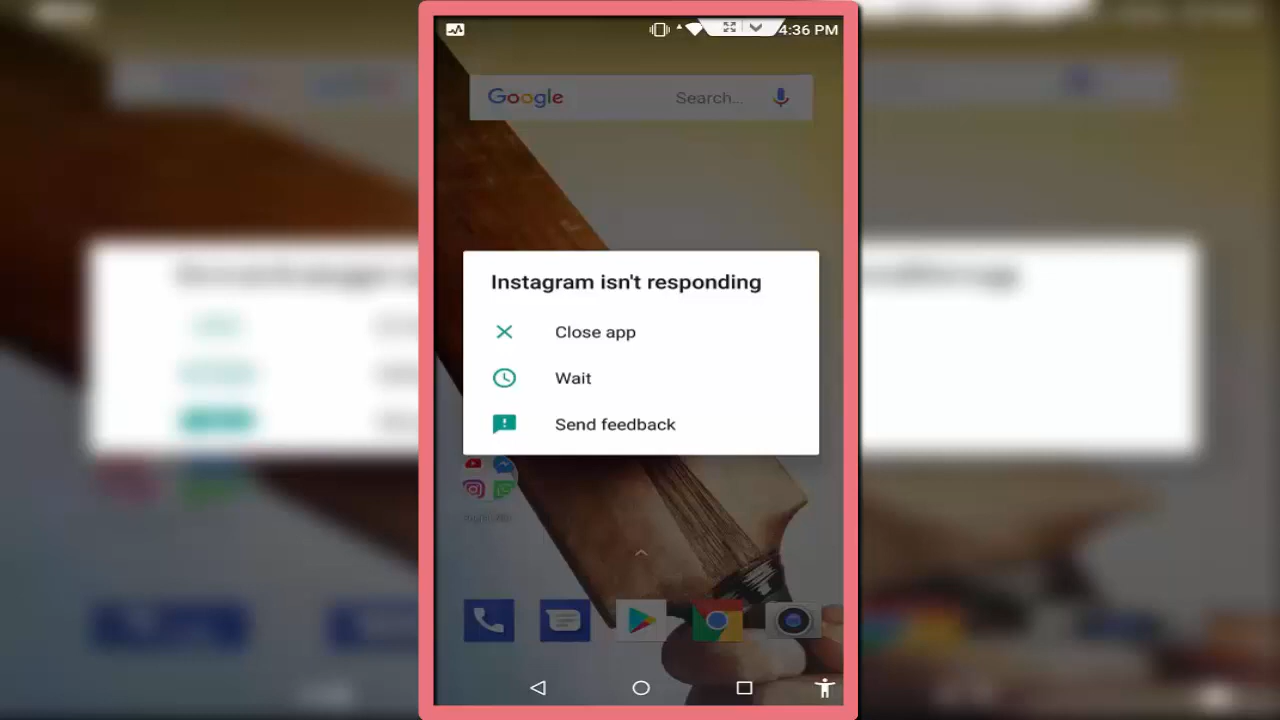 4:36 PM
Google Search...
Instagram isn't responding
Close app
Wait
Send feedback